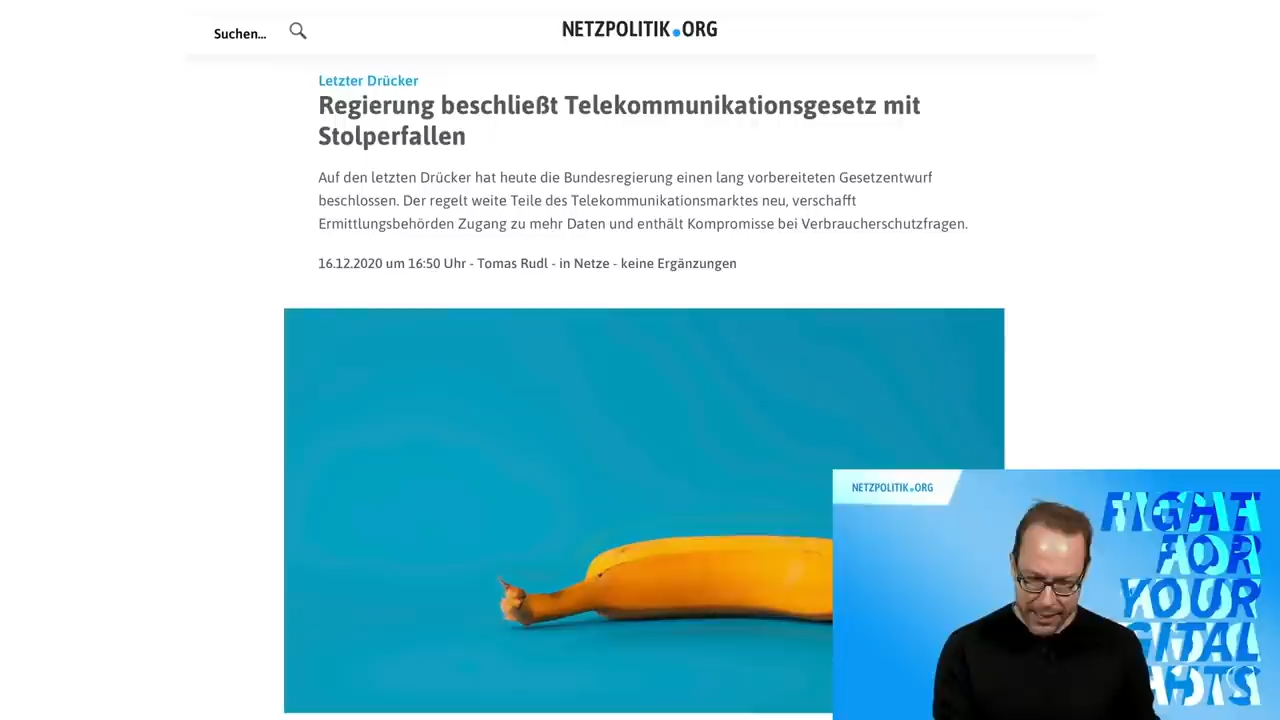 Suchen...
NETZPOLITIK.ORG
Letzter Drücker
Regierung beschließt Telekommunikationsgesetz mit
Stolperfallen
Auf den letzten Drücker hat heute die Bundesregierung einen lang vorbereiteten Gesetzentwurf
beschlossen. Der regelt weite Teile des Telekommunikationsmarktes neu, verschafft
Ermittlungsbehörden Zugang zu mehr Daten und enthält Kompromisse bei Verbraucherschutzfragen.
16.12.2020 um 16:50 Uhr - Tomas Rudl - in Netze - keine Ergänzungen
NETZPOLITIK.ORG
FIGHT
FOR
YOUR
GITAL
GHTS